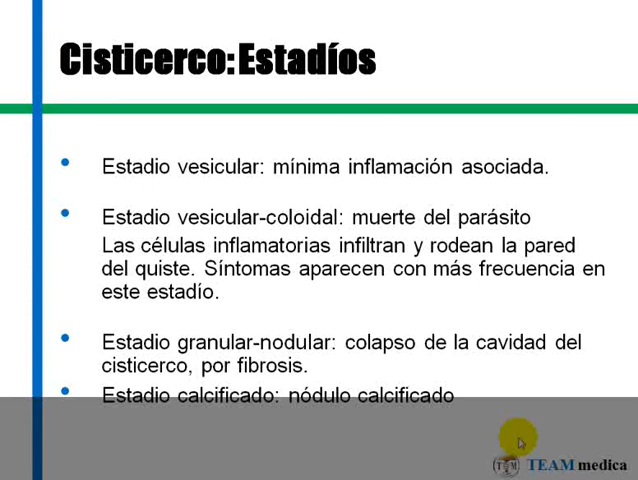 Cisticerco: Estadíos
Estadio vesicular: mínima inflamación asociada.
Estadio vesicular-coloidal: muerte del parásito
Las células inflamatorias infiltran y rodean la pared
del quiste. Síntomas aparecen con más frecuencia en
este estadío.
Estadio granular-nodular: colapso de la cavidad del
cisticerco, por fibrosis.
Estadio calcificado: nódulo calcificado
TEAM medica